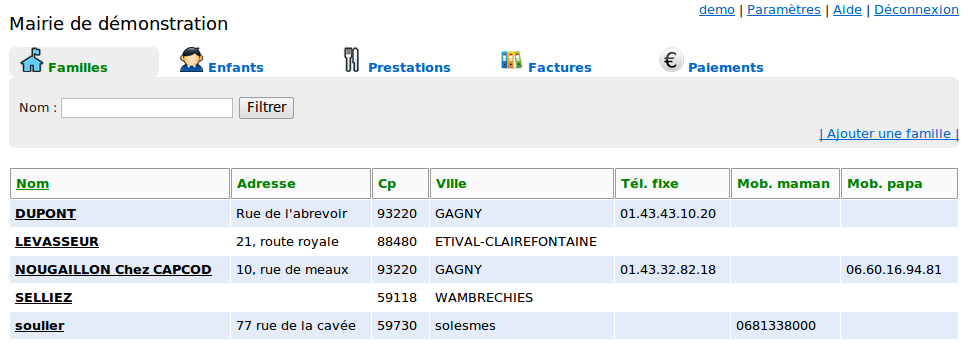 demo | Paramètres | Aide | Déconnexion
Mairie de démonstration
Familles Enfants Prestations Factures Paiements
Nom : Filtrer
| Ajouter une famille |
Nom Adresse Cp Ville Tél. fixe Mob. maman Mob. papa
DUPONT Rue de l'abrevoir 93220 GAGNY 01.43.43.10.20
LEVASSEUR 21, route royale 88480 ETIVAL-CLAIREFONTAINE
NOUGAILLON Chez CAPCOD 10, rue de meaux 93220 GAGNY 01.43.32.82.18 06.60.16.94.81
SELLIEZ 59118 WAMBRECHIES
soulier 77 rue de la cavée 59730 solesmes 0681338000